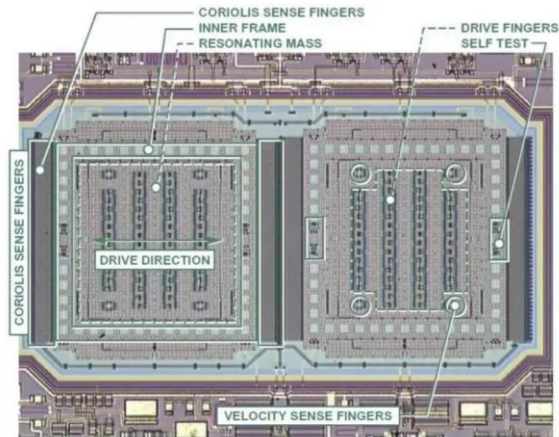 CORIOLIS SENSE FINGERS
INNER FRAME
RESONATING MASS
DRIVE FINGERS
SELF TEST
CORIOLIS SENSE FINGERS
DRIVE DIRECTION
VELOCITY SENSE FINGERS